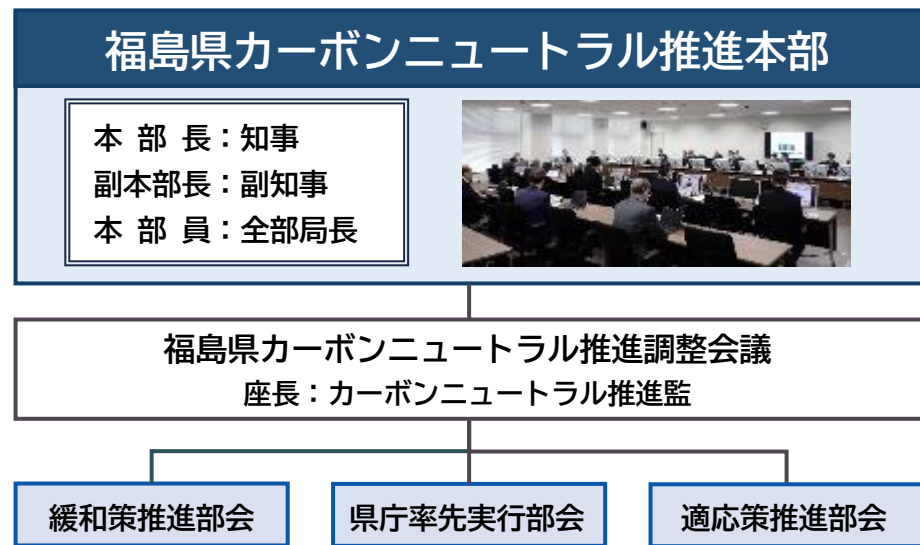 福島県カーボンニュートラル推進本部
本 部 長：知事
副本部長：副知事
本 部 員：全部局長
福島県カーボンニュートラル推進調整会議
座長：カーボンニュートラル推進監
緩和策推進部会
県庁率先実行部会
適応策推進部会